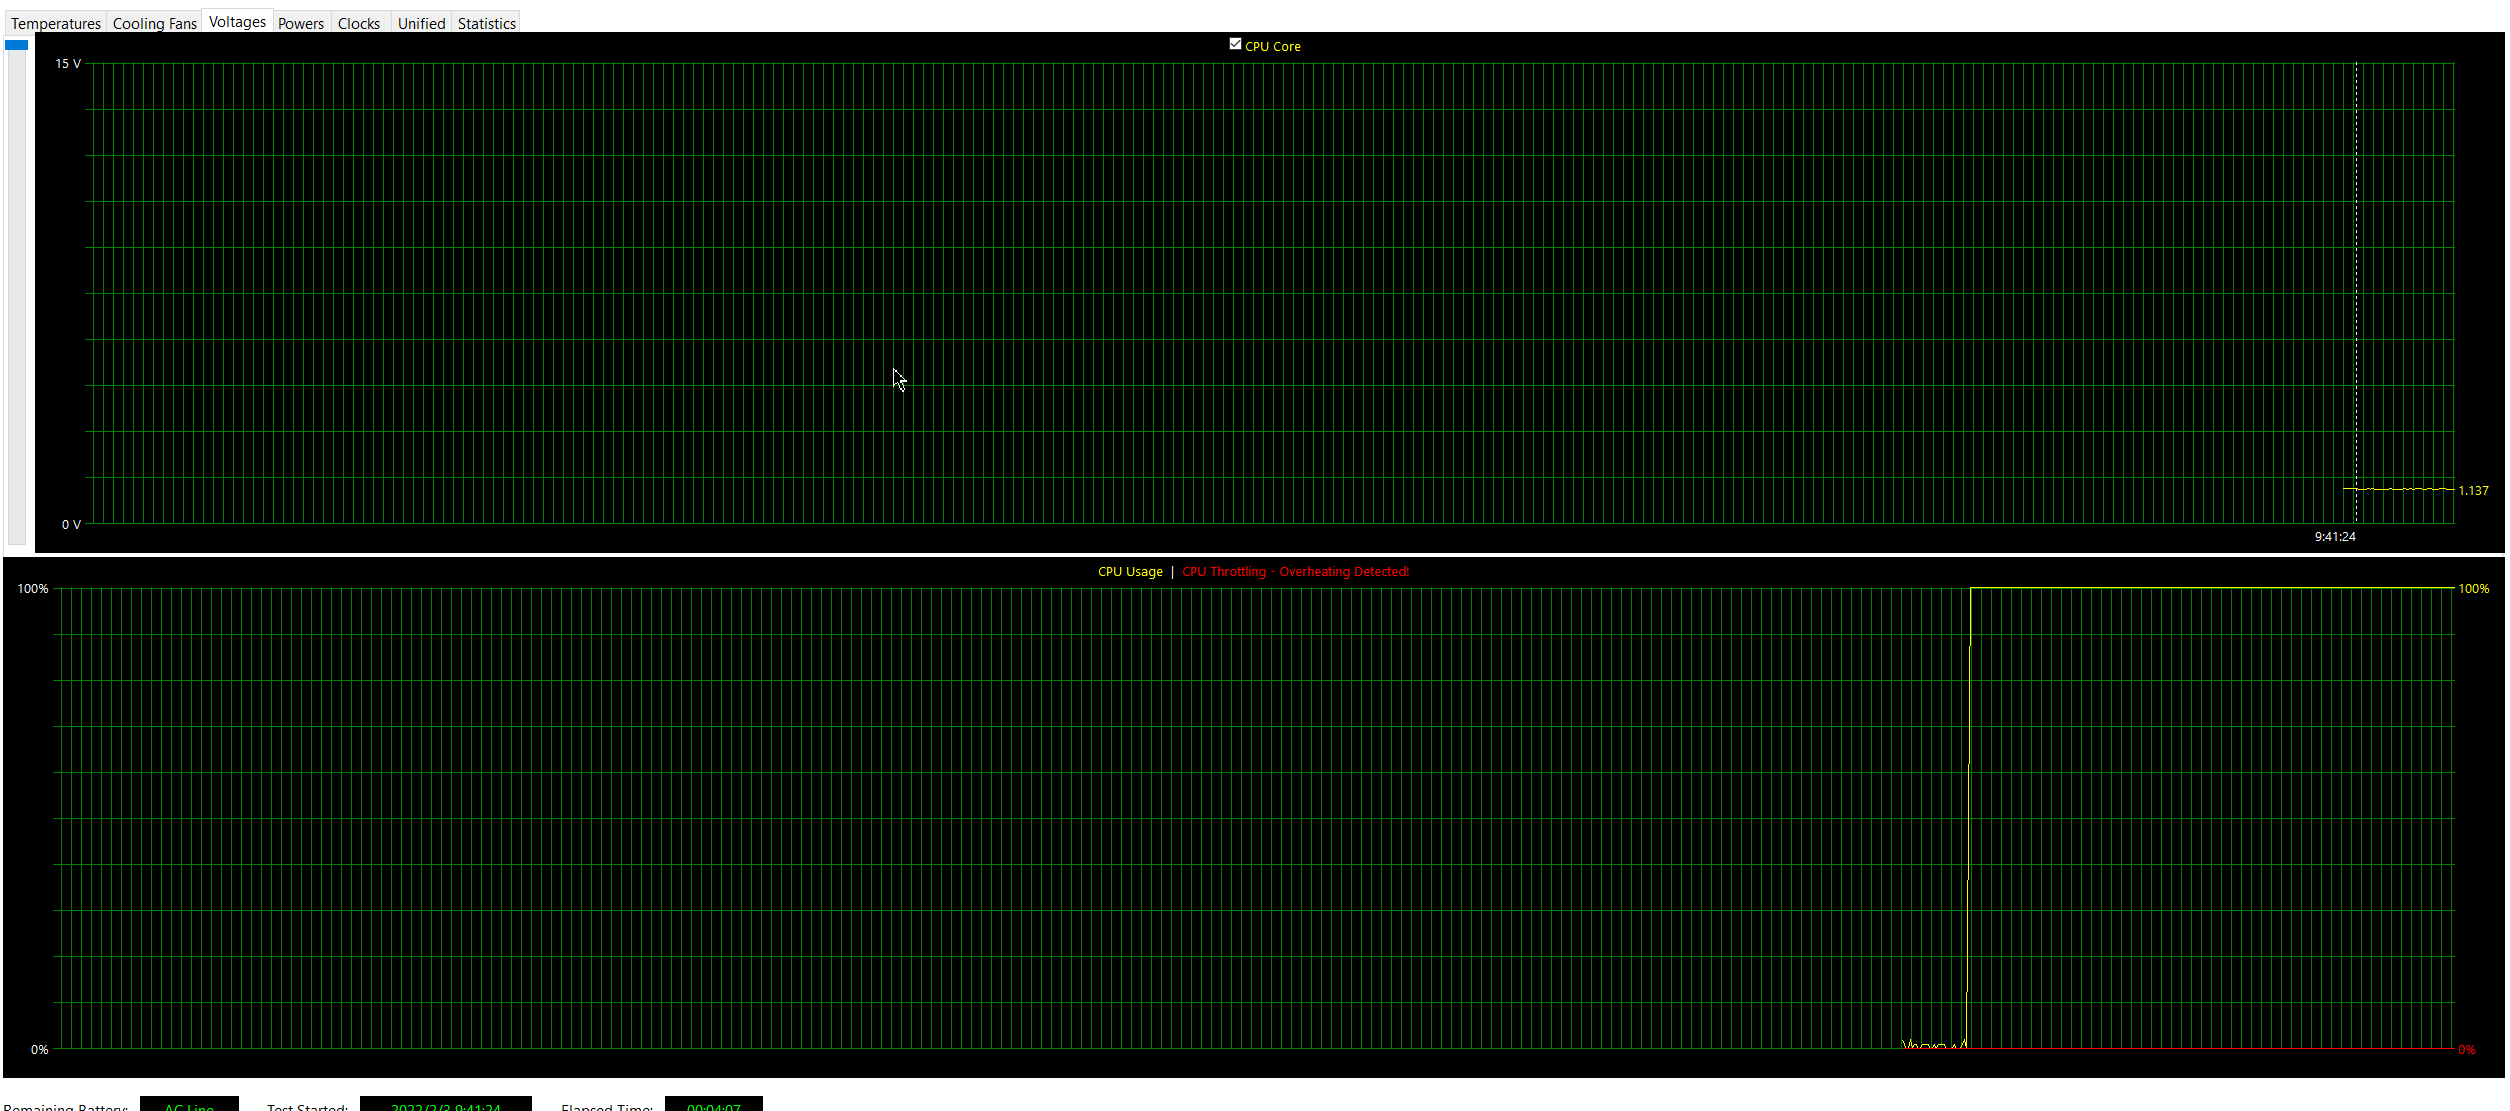 Temperatures Cooling Fans Voltages Powers Clocks Unified Statistics
CPU Core
15 V
1.137
0 V
9:41:24
CPU Usage | CPU Throttling - Overheating Detected!
100% 100%
0% 0%
Remaining Battery: AC Line Test Started: 2022/2/3 9:41:24 Elapsed Time: 00:04:07